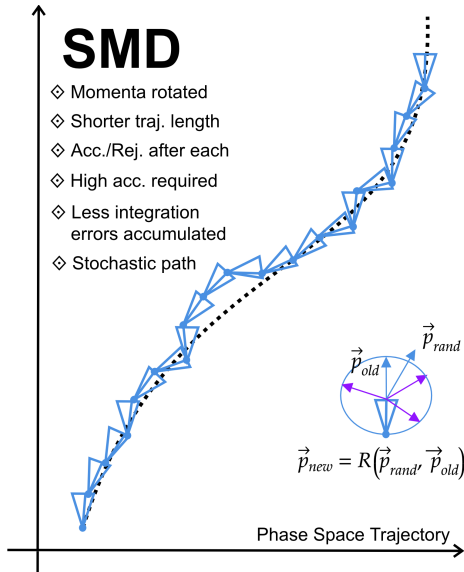 SMD
Momenta rotated
Shorter traj. length
Acc./Rej. after each
High acc. required
Less integration
errors accumulated
Stochastic path
p⃗rand
p⃗old
p⃗new = R(p⃗rand, p⃗old)
Phase Space Trajectory